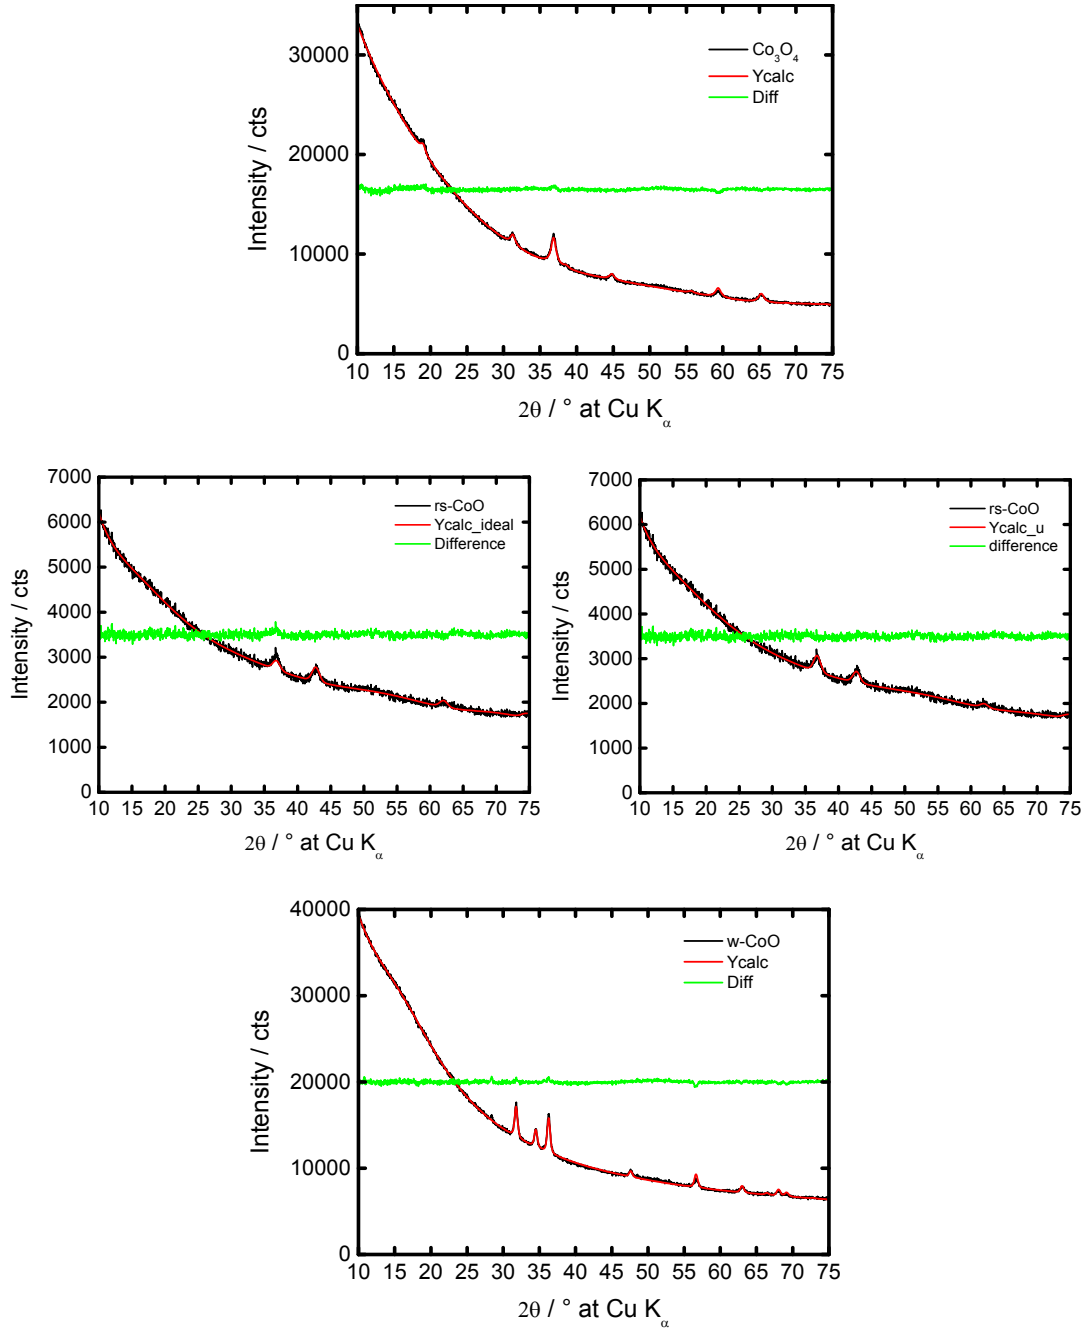 Co₃O₄
Ycalc
Diff
Intensity / cts
30000
20000
10000
0
10 15 20 25 30 35 40 45 50 55 60 65 70 75
2θ / ° at Cu Kα
7000
6000
5000
4000
3000
2000
1000
0
Intensity / cts
rs-CoO
Ycalc_ideal
Difference
10 15 20 25 30 35 40 45 50 55 60 65 70 75
2θ / ° at Cu Kα
7000
6000
5000
4000
3000
2000
1000
0
Intensity / cts
rs-CoO
Ycalc_u
difference
10 15 20 25 30 35 40 45 50 55 60 65 70 75
2θ / ° at Cu Kα
40000
30000
20000
10000
0
Intensity / cts
w-CoO
Ycalc
Diff
10 15 20 25 30 35 40 45 50 55 60 65 70 75
2θ / ° at Cu Kα